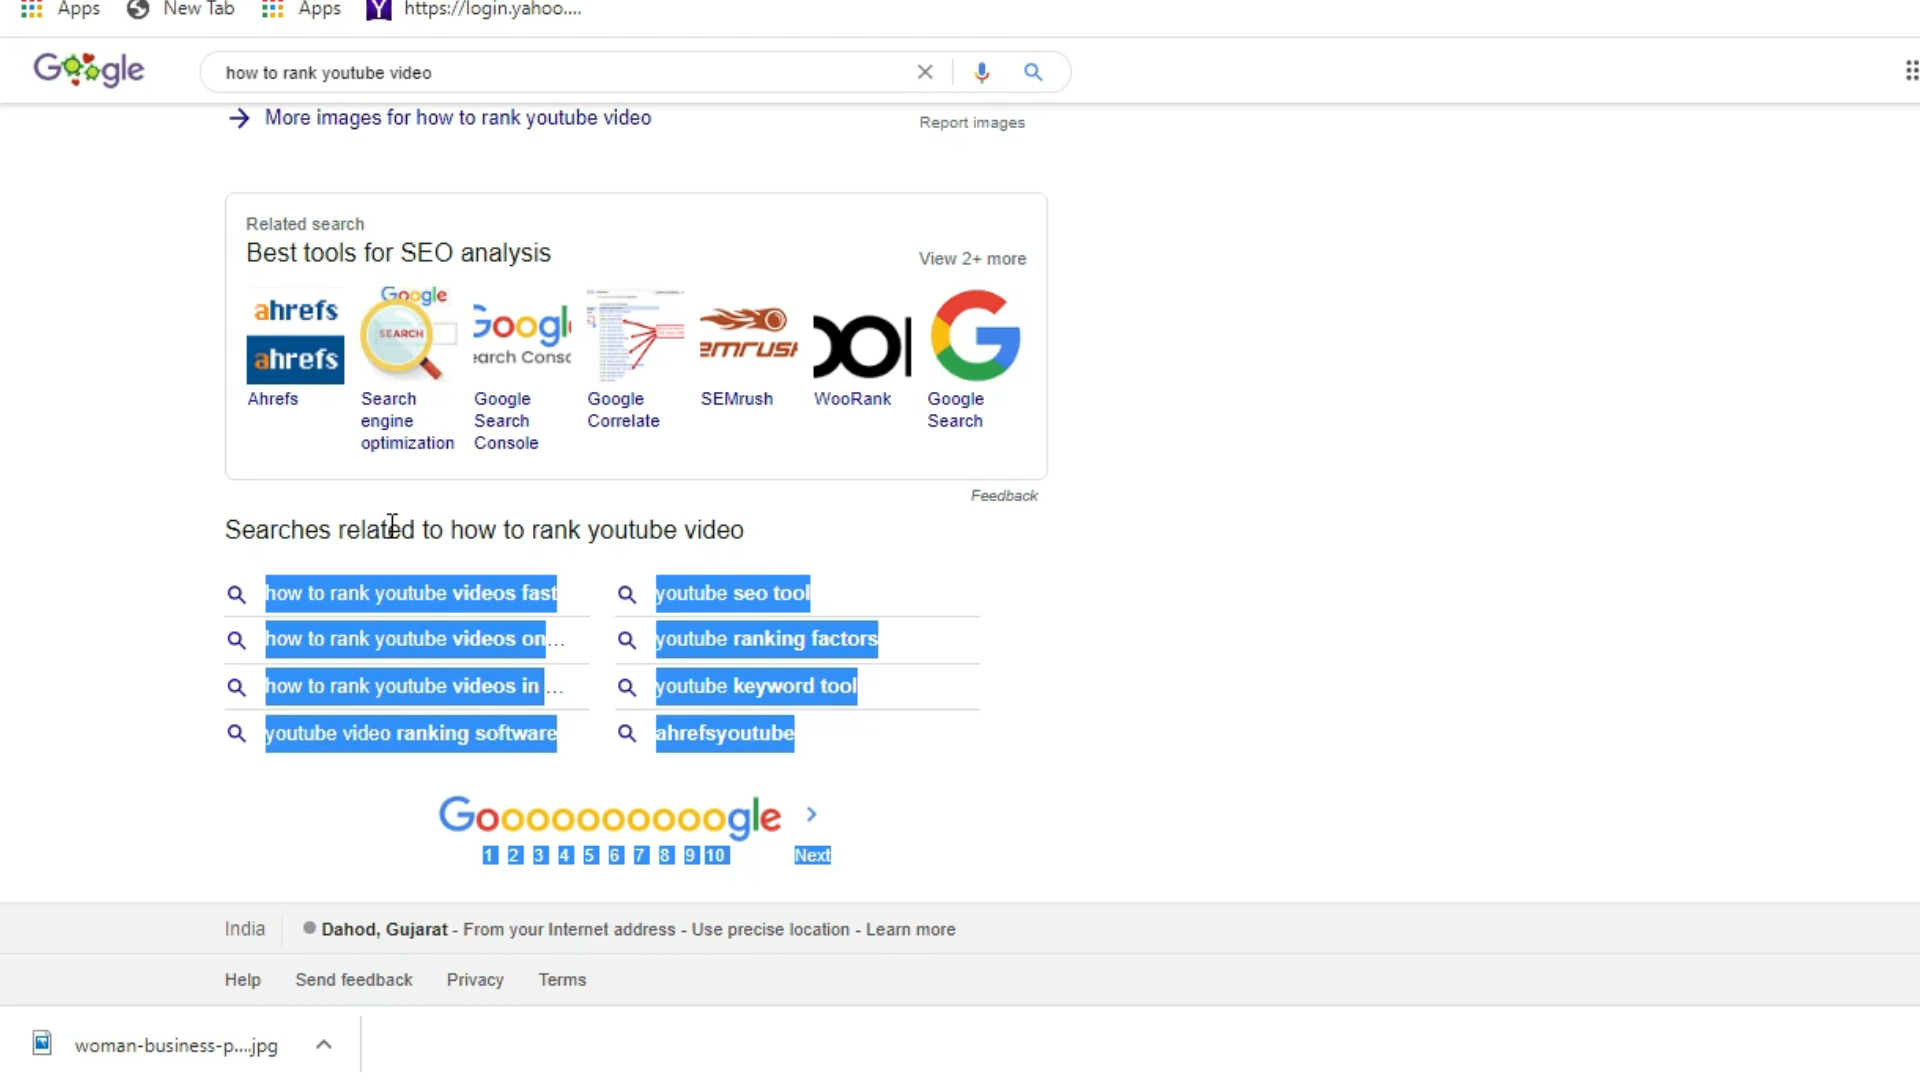 Apps New Tab Apps https://login.yahoo....
Google how to rank youtube video
More images for how to rank youtube video
Report images
Related search
Best tools for SEO analysis
View 2+ more
ahrefs
ahrefs
Google
SEARCH
Googl
earch Conso
emrush
Ahrefs
Search engine optimization
Google Search Console
Google Correlate
SEMrush
WooRank
Google Search
Feedback
Searches related to how to rank youtube video
how to rank youtube videos fast
how to rank youtube videos on...
how to rank youtube videos in ...
youtube video ranking software
youtube seo tool
youtube ranking factors
youtube keyword tool
ahrefsyoutube
Goooooooooogle
1 2 3 4 5 6 7 8 9 10 Next
India Dahod, Gujarat - From your Internet address - Use precise location - Learn more
Help Send feedback Privacy Terms
woman-business-p....jpg